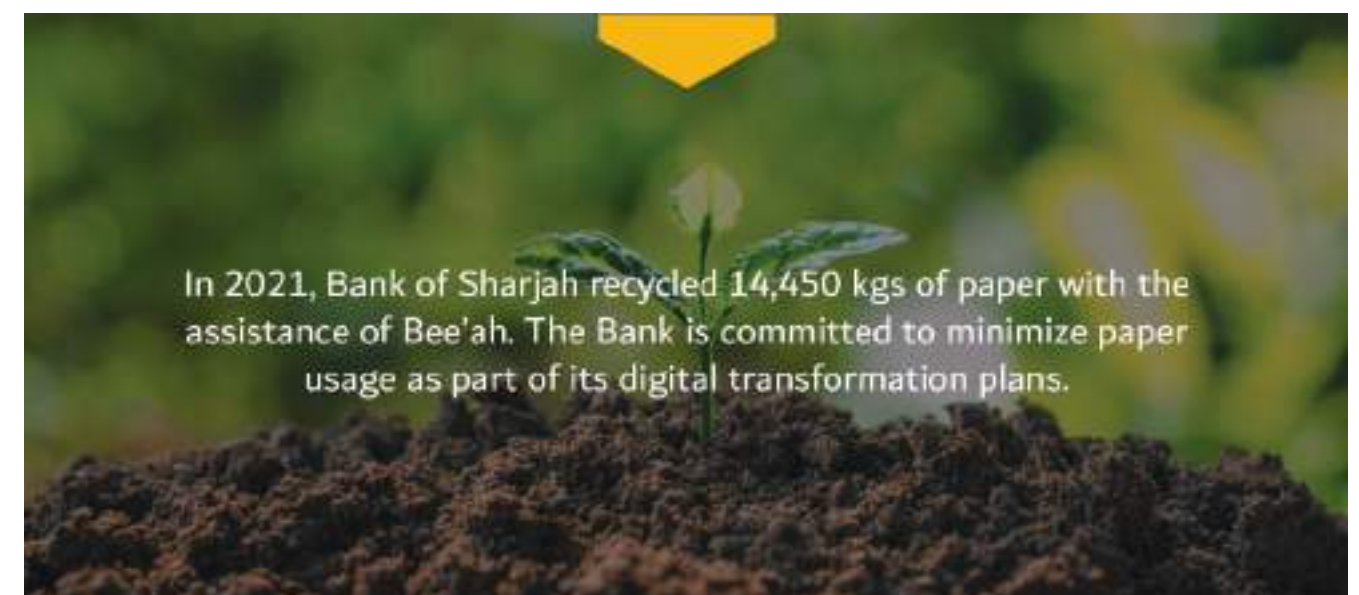 In 2021, Bank of Sharjah recycled 14,450 kgs of paper with the
assistance of Bee'ah. The Bank is committed to minimize paper
usage as part of its digital transformation plans.